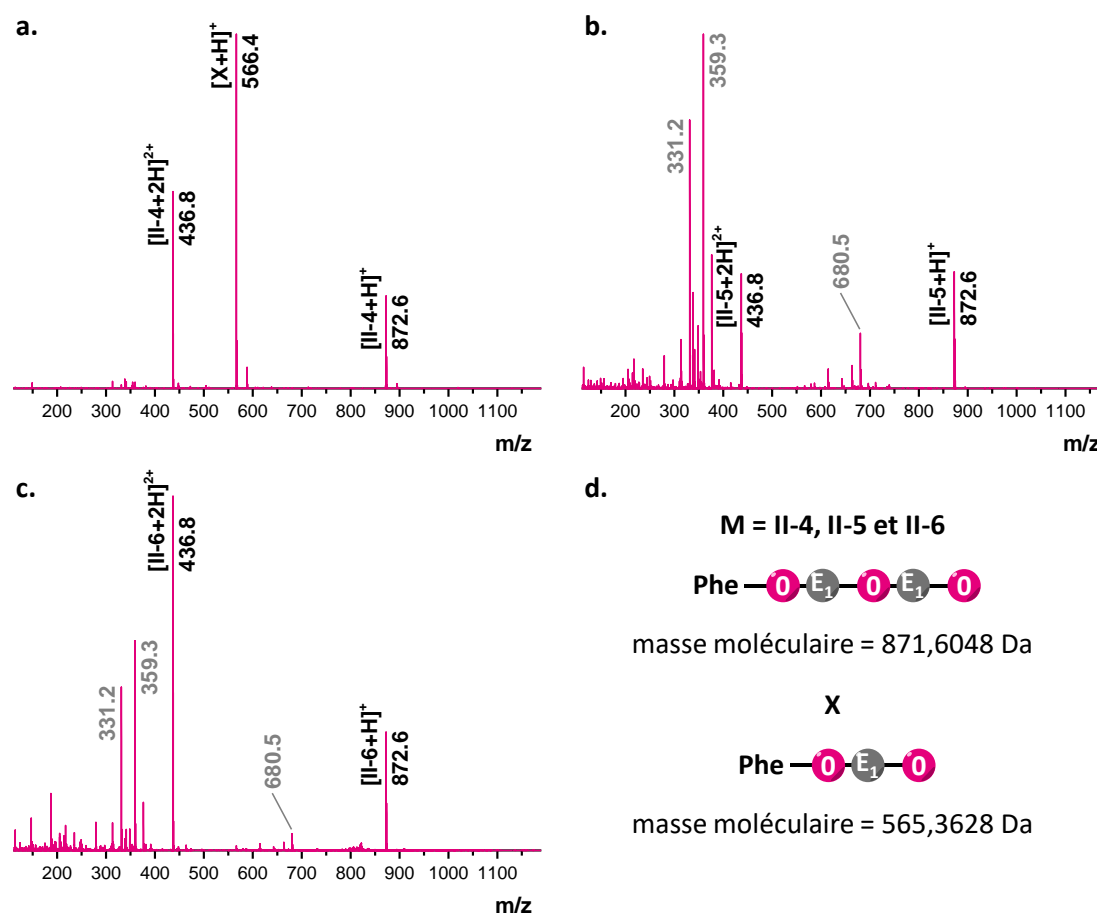 a.
[II-4+2H]²⁺
436.8
[X+H]⁺
566.4
[II-4+H]⁺
872.6
200 300 400 500 600 700 800 900 1000 1100
m/z
b.
331.2
359.3
[II-5+2H]²⁺
436.8
680.5
[II-5+H]⁺
872.6
200 300 400 500 600 700 800 900 1000 1100
m/z
c.
331.2
359.3
[II-6+2H]²⁺
436.8
680.5
[II-6+H]⁺
872.6
200 300 400 500 600 700 800 900 1000 1100
m/z
d.
M = II-4, II-5 et II-6
Phe 0 E₁ 0 E₁ 0
masse moléculaire = 871,6048 Da
X
Phe 0 E₁ 0
masse moléculaire = 565,3628 Da